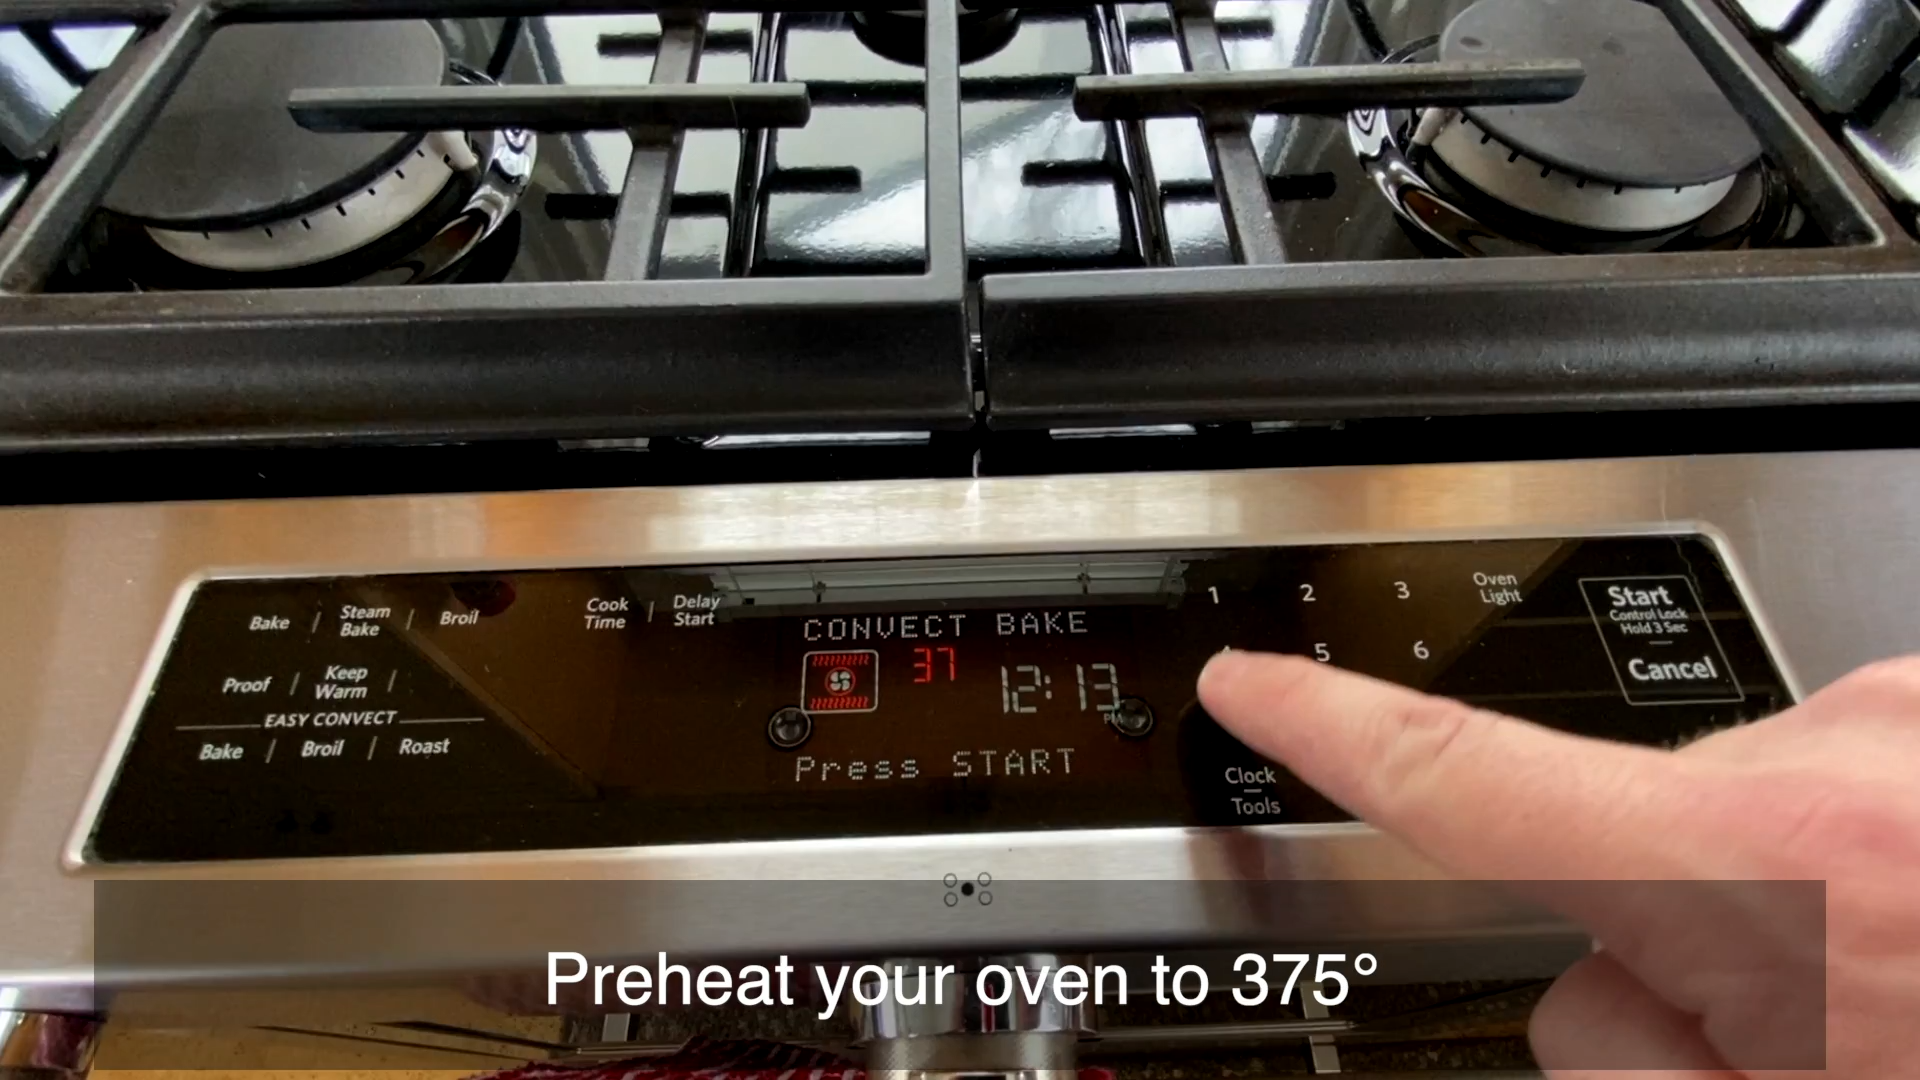 Bake
Steam
Bake
Broil
Cook
Time
Delay
Start
Proof
Keep
Warm
EASY CONVECT
Bake
Broil
Roast
CONVECT BAKE
37
12:13
PM
Press START
1
2
3
5
6
Oven
Light
Clock
Tools
Start
Control Lock
Hold 3 Sec
Cancel
Preheat your oven to 375°